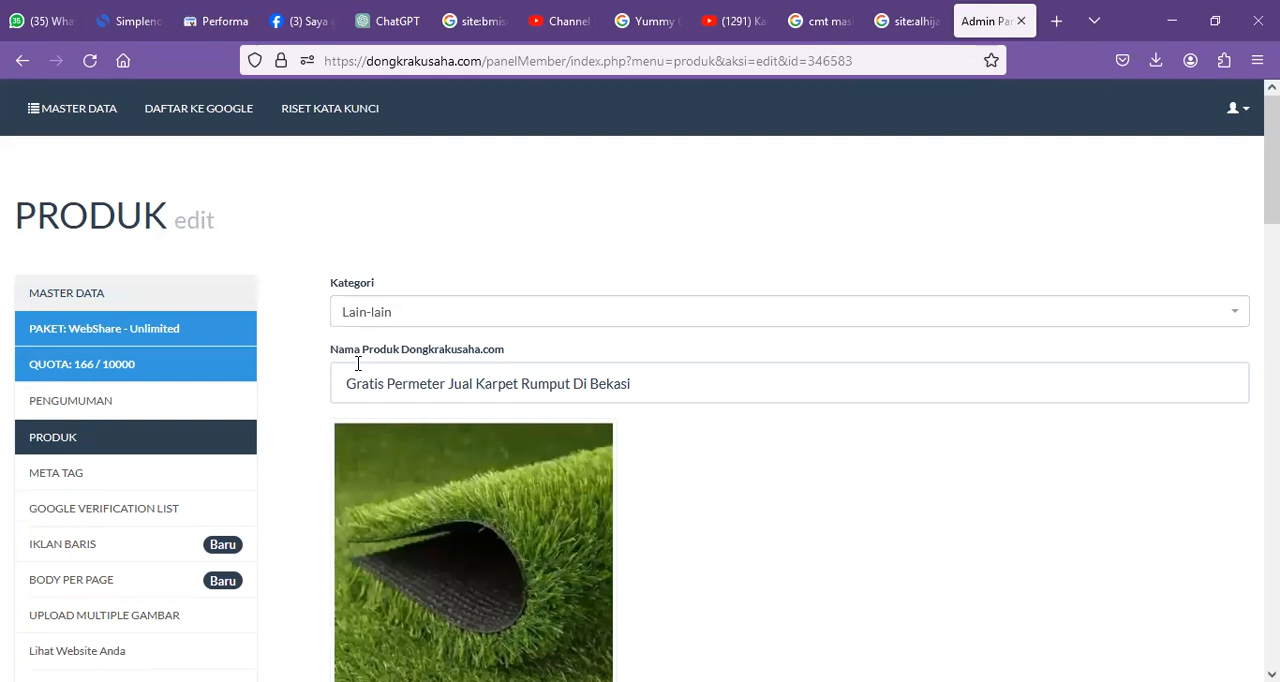 (35) Wha
Simplenc
Performa
(3) Saya
ChatGPT
site:bmis
Channel
Yummy
(1291) Ka
cmt mas
site:alhija
Admin Pa
https://dongkrakusaha.com/panelMember/index.php?menu=produk&aksi=edit&id=346583
MASTER DATA
DAFTAR KE GOOGLE
RISET KATA KUNCI
PRODUK edit
MASTER DATA
PAKET: WebShare - Unlimited
QUOTA: 166 / 10000
PENGUMUMAN
PRODUK
META TAG
GOOGLE VERIFICATION LIST
IKLAN BARIS Baru
BODY PER PAGE Baru
UPLOAD MULTIPLE GAMBAR
Lihat Website Anda
Kategori
Lain-lain
Nama Produk Dongkrakusaha.com
Gratis Permeter Jual Karpet Rumput Di Bekasi